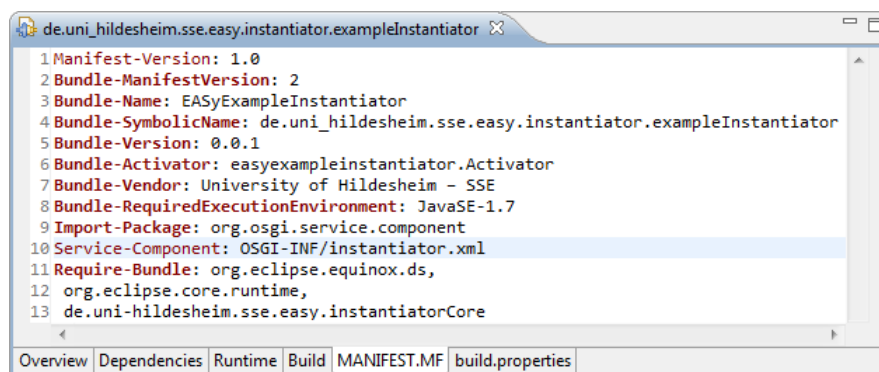 de.uni_hildesheim.sse.easy.instantiator.exampleInstantiator
1 Manifest-Version: 1.0
2 Bundle-ManifestVersion: 2
3 Bundle-Name: EASyExampleInstantiator
4 Bundle-SymbolicName: de.uni_hildesheim.sse.easy.instantiator.exampleInstantiator
5 Bundle-Version: 0.0.1
6 Bundle-Activator: easyexampleinstantiator.Activator
7 Bundle-Vendor: University of Hildesheim – SSE
8 Bundle-RequiredExecutionEnvironment: JavaSE-1.7
9 Import-Package: org.osgi.service.component
10 Service-Component: OSGI-INF/instantiator.xml
11 Require-Bundle: org.eclipse.equinox.ds,
12 org.eclipse.core.runtime,
13 de.uni-hildesheim.sse.easy.instantiatorCore
Overview Dependencies Runtime Build MANIFEST.MF build.properties